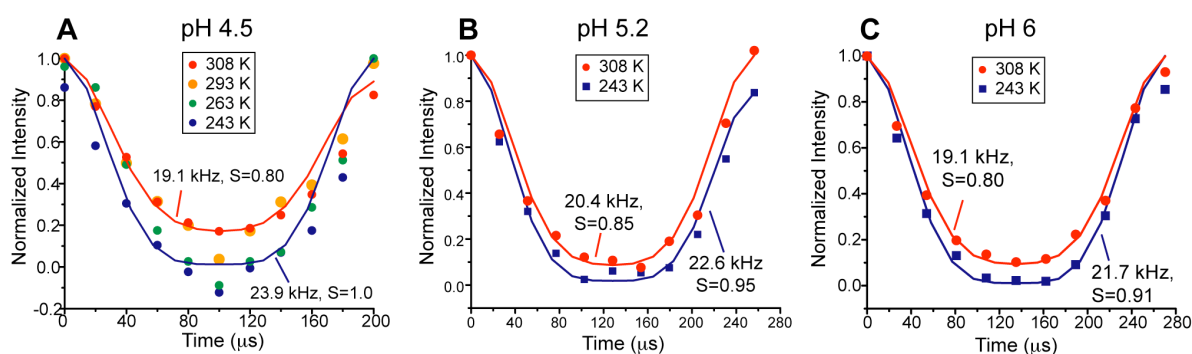 A
pH 4.5
Normalized Intensity
1.0
0.8
0.6
0.4
0.2
0.0
-0.2
308 K
293 K
263 K
243 K
19.1 kHz, S=0.80
23.9 kHz, S=1.0
0
40
80
120
160
200
Time (μs)
B
pH 5.2
Normalized Intensity
1.0
0.8
0.6
0.4
0.2
0.0
308 K
243 K
20.4 kHz,
S=0.85
22.6 kHz
S=0.95
0
40
80
120
160
200
240
280
Time (μs)
C
pH 6
Normalized Intensity
1.0
0.8
0.6
0.4
0.2
0.0
308 K
243 K
19.1 kHz,
S=0.80
21.7 kHz,
S=0.91
0
40
80
120
160
200
240
280
Time (μs)